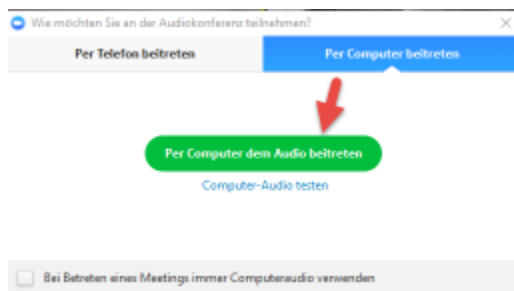 Wie möchten Sie an der Audiokonferenz teilnehmen?
Per Telefon beitreten
Per Computer beitreten
Per Computer dem Audio beitreten
Computer-Audio testen
Bei Betreten eines Meetings immer Computeraudio verwenden